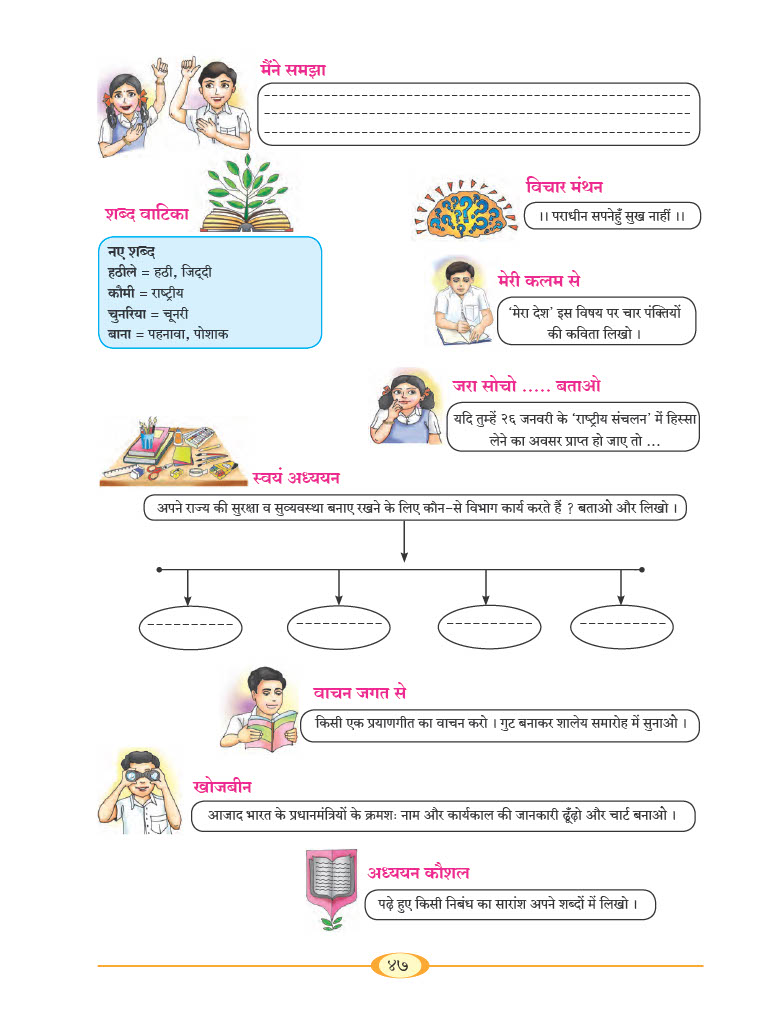 मैंने समझा
शब्द वाटिका
नए शब्द
हठीले = हठी, जिद्दी
कौमी = राष्ट्रीय
चुनरिया = चूनरी
बाना = पहनावा, पोशाक
विचार मंथन
।। पराधीन सपनेहुँ सुख नाहीं ।।
मेरी कलम से
‘मेरा देश’ इस विषय पर चार पंक्तियों
की कविता लिखो ।
जरा सोचो ..... बताओ
यदि तुम्हें २६ जनवरी के ‘राष्ट्रीय संचलन’ में हिस्सा
लेने का अवसर प्राप्त हो जाए तो ...
स्वयं अध्ययन
अपने राज्य की सुरक्षा व सुव्यवस्था बनाए रखने के लिए कौन-से विभाग कार्य करते हैं ? बताओ और लिखो ।
वाचन जगत से
किसी एक प्रयाणगीत का वाचन करो । गुट बनाकर शालेय समारोह में सुनाओ ।
खोजबीन
आजाद भारत के प्रधानमंत्रियों के क्रमशः नाम और कार्यकाल की जानकारी ढूँढ़ो और चार्ट बनाओ ।
अध्ययन कौशल
पढ़े हुए किसी निबंध का सारांश अपने शब्दों में लिखो ।
४७